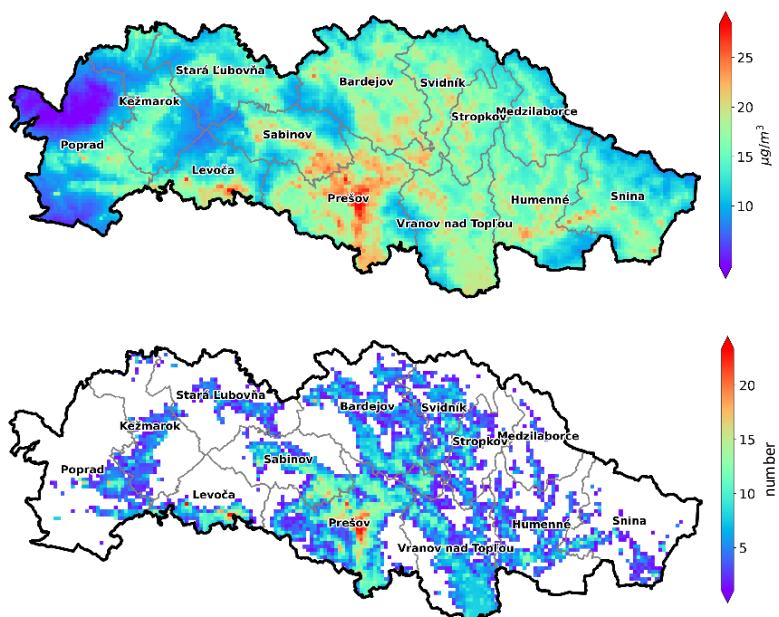 Stará Ľubovňa
Bardejov
Svidník
Kežmarok
Stropkov
Medzilaborce
Sabinov
Poprad
Levoča
Prešov
Humenné
Snina
Vranov nad Topľou
25
20
15
10
µg/m³
Stará Ľubovňa
Bardejov
Svidník
Kežmarok
Stropkov
Medzilaborce
Sabinov
Poprad
Levoča
Prešov
Humenné
Snina
Vranov nad Topľou
20
15
10
5
number